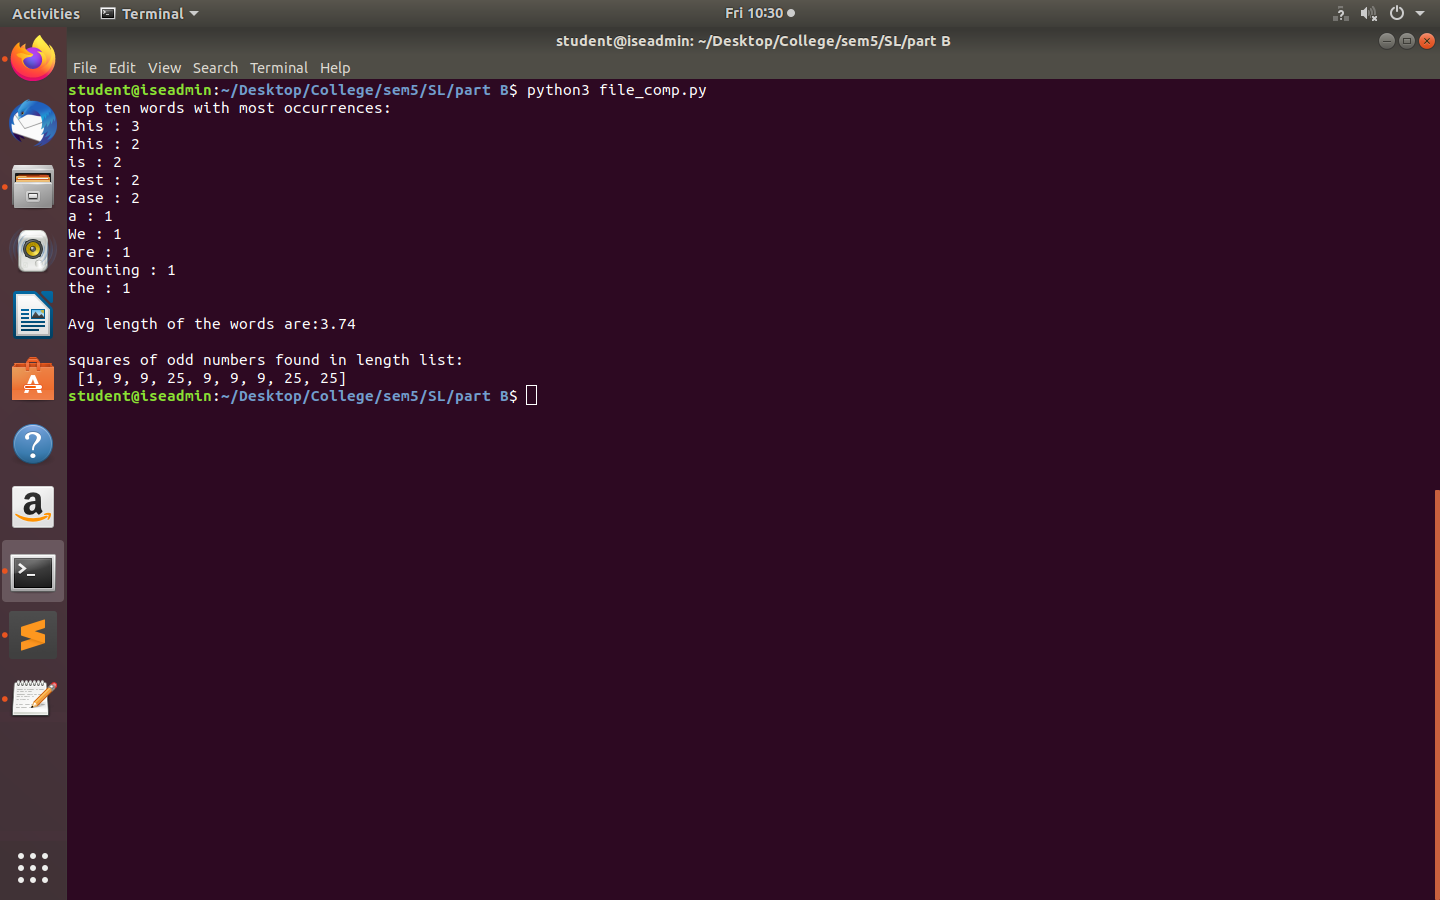 Activities Terminal Fri 10:30
student@iseadmin: ~/Desktop/College/sem5/SL/part B
File Edit View Search Terminal Help
student@iseadmin:~/Desktop/College/sem5/SL/part B$ python3 file_comp.py
top ten words with most occurrences:
this : 3
This : 2
is : 2
test : 2
case : 2
a : 1
We : 1
are : 1
counting : 1
the : 1
Avg length of the words are:3.74
squares of odd numbers found in length list:
[1, 9, 9, 25, 9, 9, 9, 25, 25]
student@iseadmin:~/Desktop/College/sem5/SL/part B$